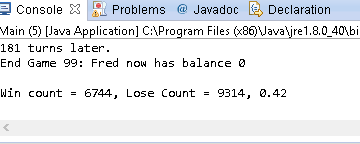 Console Problems @ Javadoc Declaration
Main (5) [Java Application] C:\Program Files (x86)\Java\jre1.8.0_40\bi
181 turns later.
End Game 99: Fred now has balance 0
Win count = 6744, Lose Count = 9314, 0.42